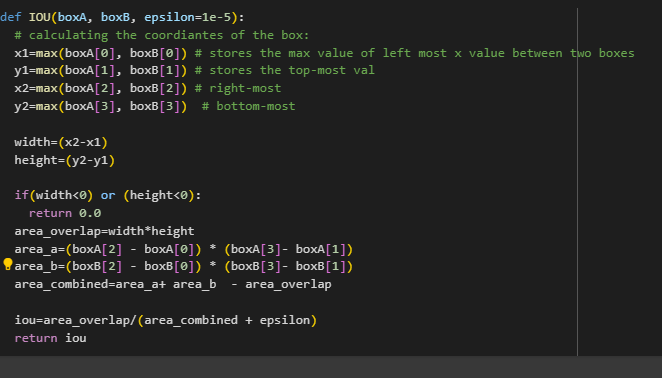 def IOU(boxA, boxB, epsilon=1e-5):
  # calculating the coordiantes of the box:
  x1=max(boxA[0], boxB[0]) # stores the max value of left most x value between two boxes
  y1=max(boxA[1], boxB[1]) # stores the top-most val
  x2=max(boxA[2], boxB[2]) # right-most
  y2=max(boxA[3], boxB[3])  # bottom-most
  width=(x2-x1)
  height=(y2-y1)
  if(width<0) or (height<0):
    return 0.0
  area_overlap=width*height
  area_a=(boxA[2] - boxA[0]) * (boxA[3]- boxA[1])
  area_b=(boxB[2] - boxB[0]) * (boxB[3]- boxB[1])
  area_combined=area_a+ area_b  - area_overlap
  iou=area_overlap/(area_combined + epsilon)
  return iou